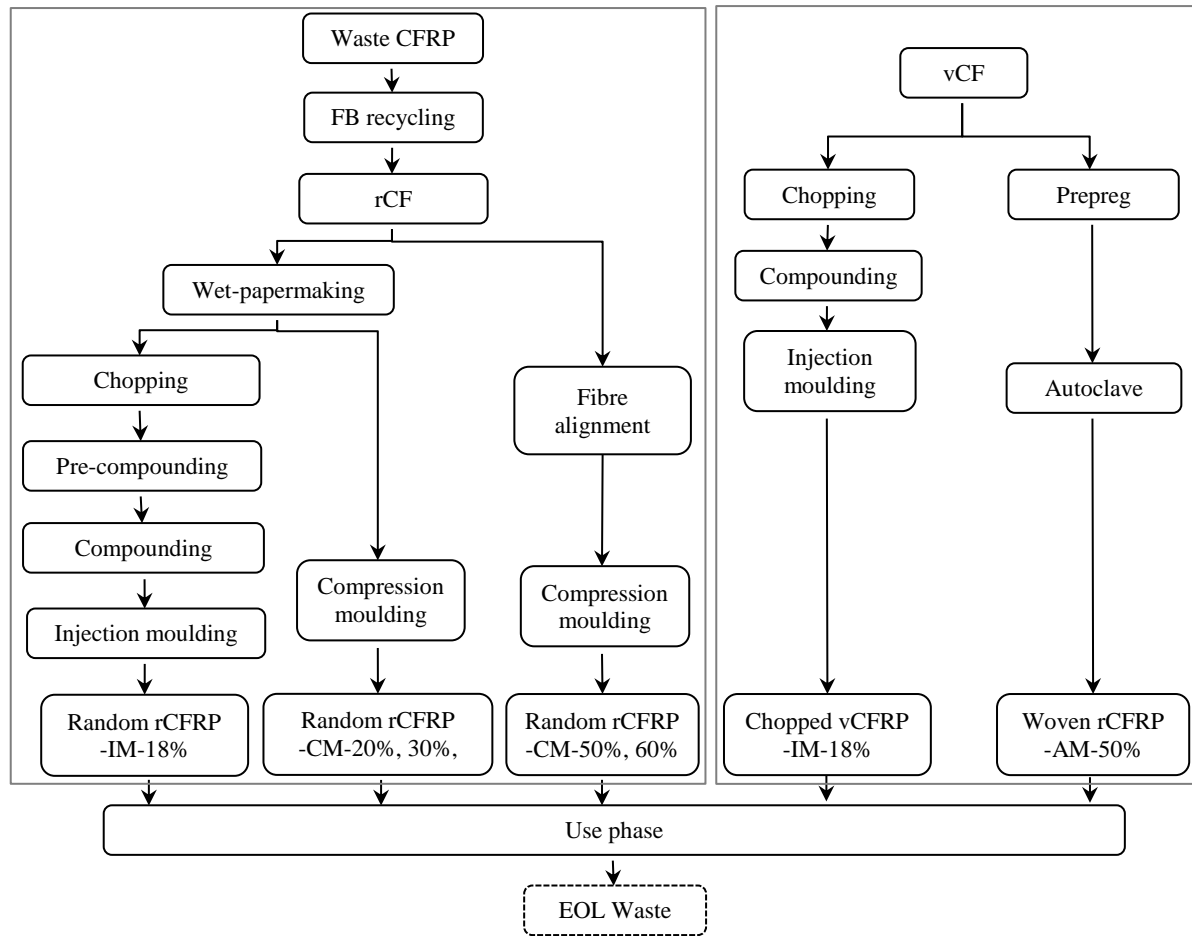 Waste CFRP
FB recycling
rCF
Wet-papermaking
Chopping
Pre-compounding
Compounding
Injection moulding
Random rCFRP
-IM-18%
Compression
moulding
Random rCFRP
-CM-20%, 30%,
Fibre
alignment
Compression
moulding
Random rCFRP
-CM-50%, 60%
vCF
Chopping
Compounding
Injection
moulding
Chopped vCFRP
-IM-18%
Prepreg
Autoclave
Woven rCFRP
-AM-50%
Use phase
EOL Waste